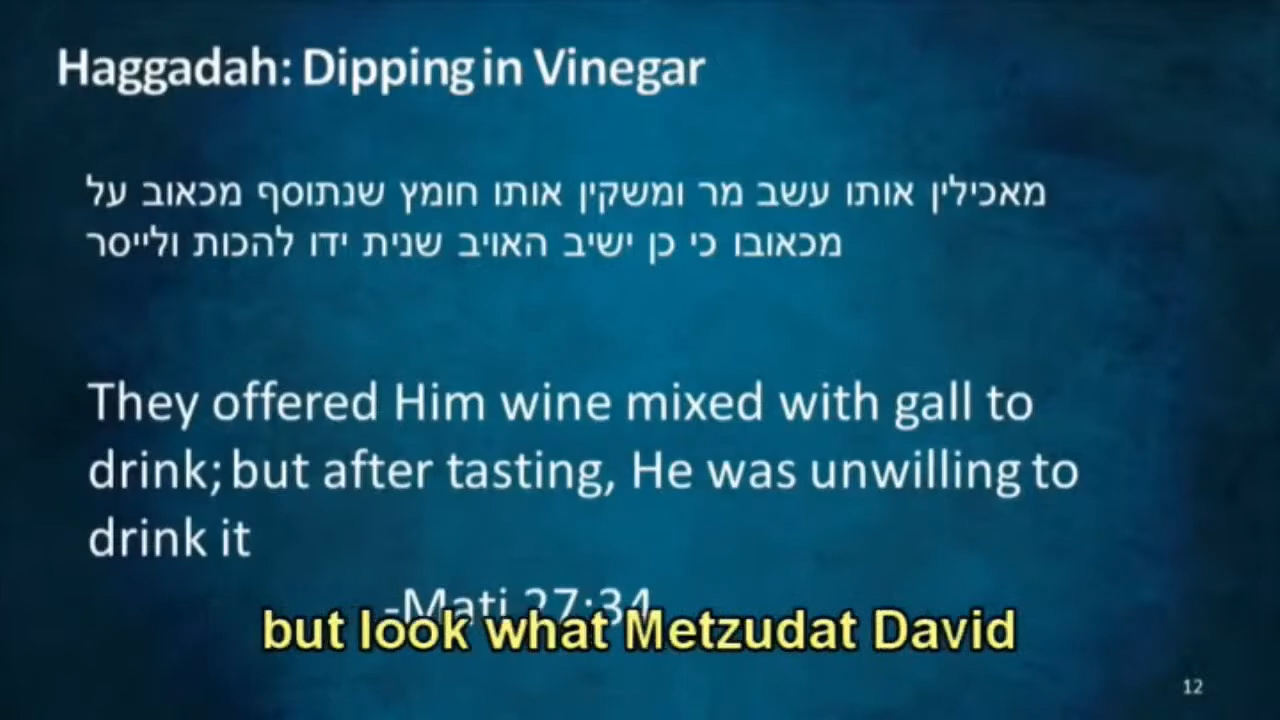 Haggadah: Dipping in Vinegar
מאכילין אותו עשב מר ומשקין אותו חומץ שנתוסף מכאוב על
מכאובו כי כן ישיב האויב שנית ידו להכות ולייסר
They offered Him wine mixed with gall to
drink; but after tasting, He was unwilling to
drink it
-Mati 27:34
but look what Metzudat David
12